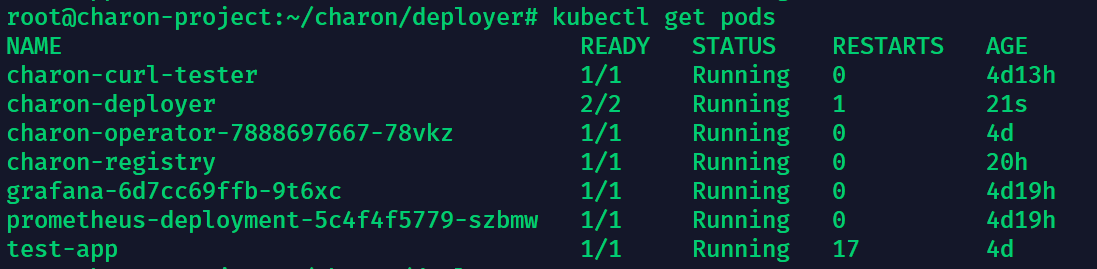 root@charon-project:~/charon/deployer# kubectl get pods
NAME READY STATUS RESTARTS AGE
charon-curl-tester 1/1 Running 0 4d13h
charon-deployer 2/2 Running 1 21s
charon-operator-7888697667-78vkz 1/1 Running 0 4d
charon-registry 1/1 Running 0 20h
grafana-6d7cc69ffb-9t6xc 1/1 Running 0 4d19h
prometheus-deployment-5c4f4f5779-szbmw 1/1 Running 0 4d19h
test-app 1/1 Running 17 4d